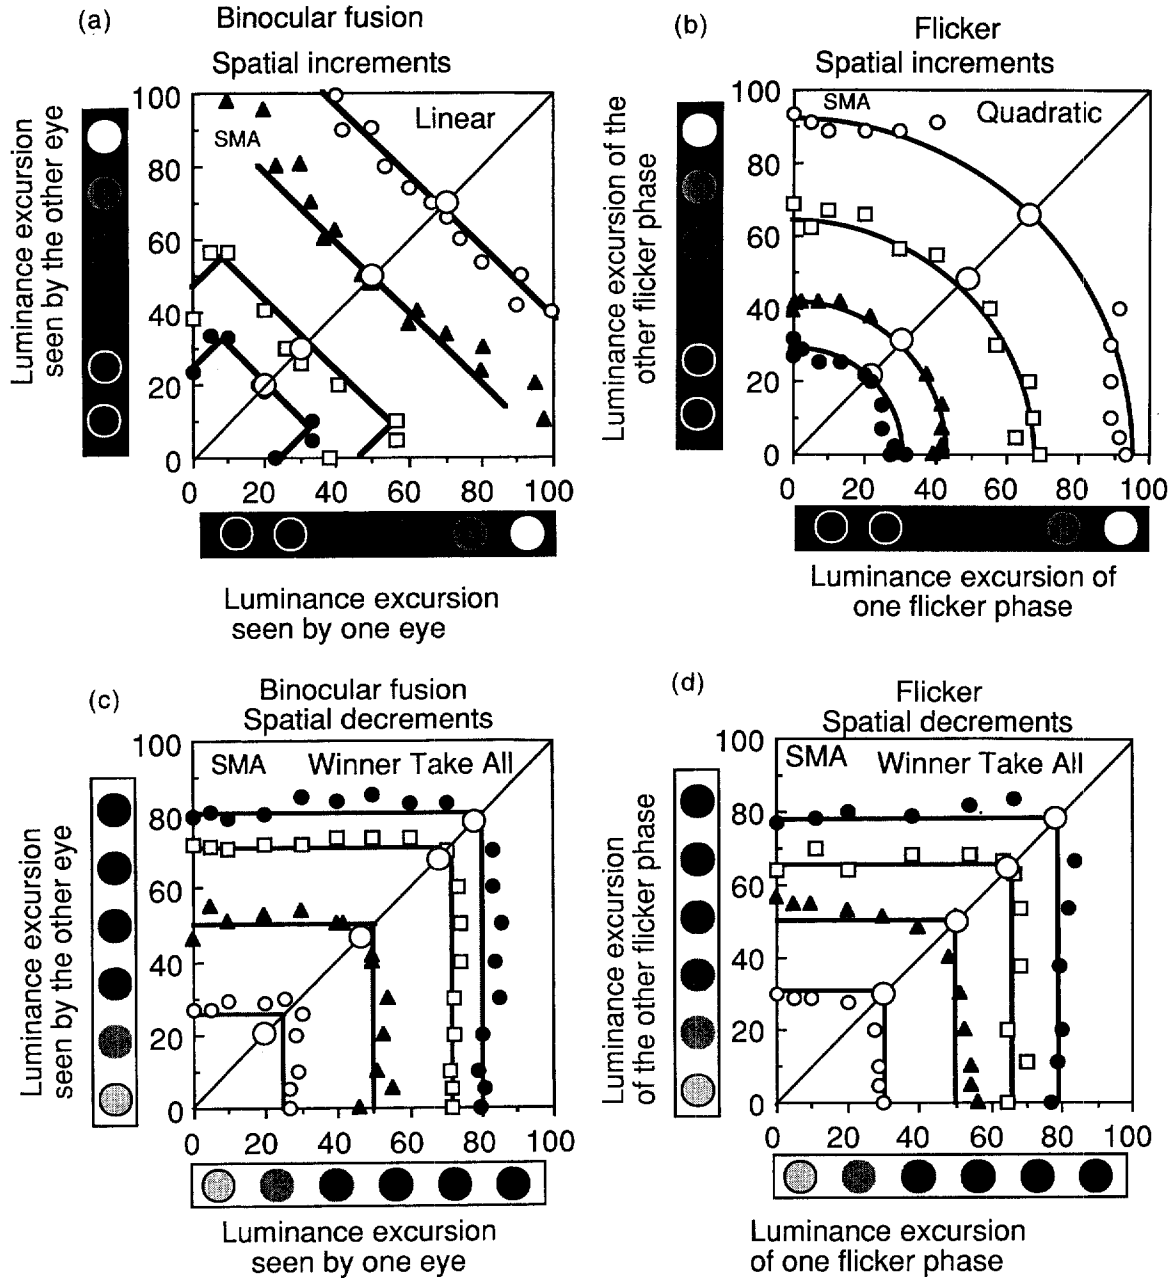 (a)
Binocular fusion
Spatial increments
Luminance excursion
seen by the other eye
100
80
60
40
20
0
SMA
Linear
0 20 40 60 80 100
Luminance excursion
seen by one eye
(b)
Flicker
Spatial increments
Luminance excursion of the
other flicker phase
100
80
60
40
20
0
SMA
Quadratic
0 20 40 60 80 100
Luminance excursion of
one flicker phase
(c)
Binocular fusion
Spatial decrements
Luminance excursion
seen by the other eye
100
80
60
40
20
0
SMA Winner Take All
0 20 40 60 80 100
Luminance excursion
seen by one eye
(d)
Flicker
Spatial decrements
Luminance excursion
of the other flicker phase
100
80
60
40
20
0
SMA Winner Take All
0 20 40 60 80 100
Luminance excursion
of one flicker phase